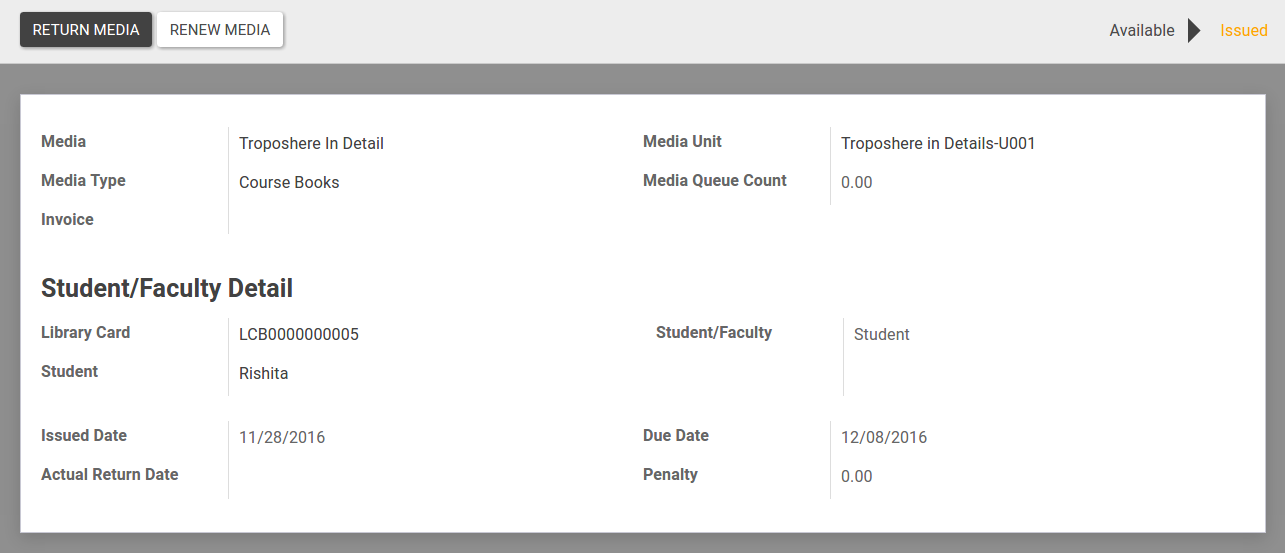 RETURN MEDIA RENEW MEDIA Available Issued
Media Troposhere In Detail Media Unit Troposhere in Details-U001
Media Type Course Books Media Queue Count 0.00
Invoice
Student/Faculty Detail
Library Card LCB0000000005 Student/Faculty Student
Student Rishita
Issued Date 11/28/2016 Due Date 12/08/2016
Actual Return Date Penalty 0.00